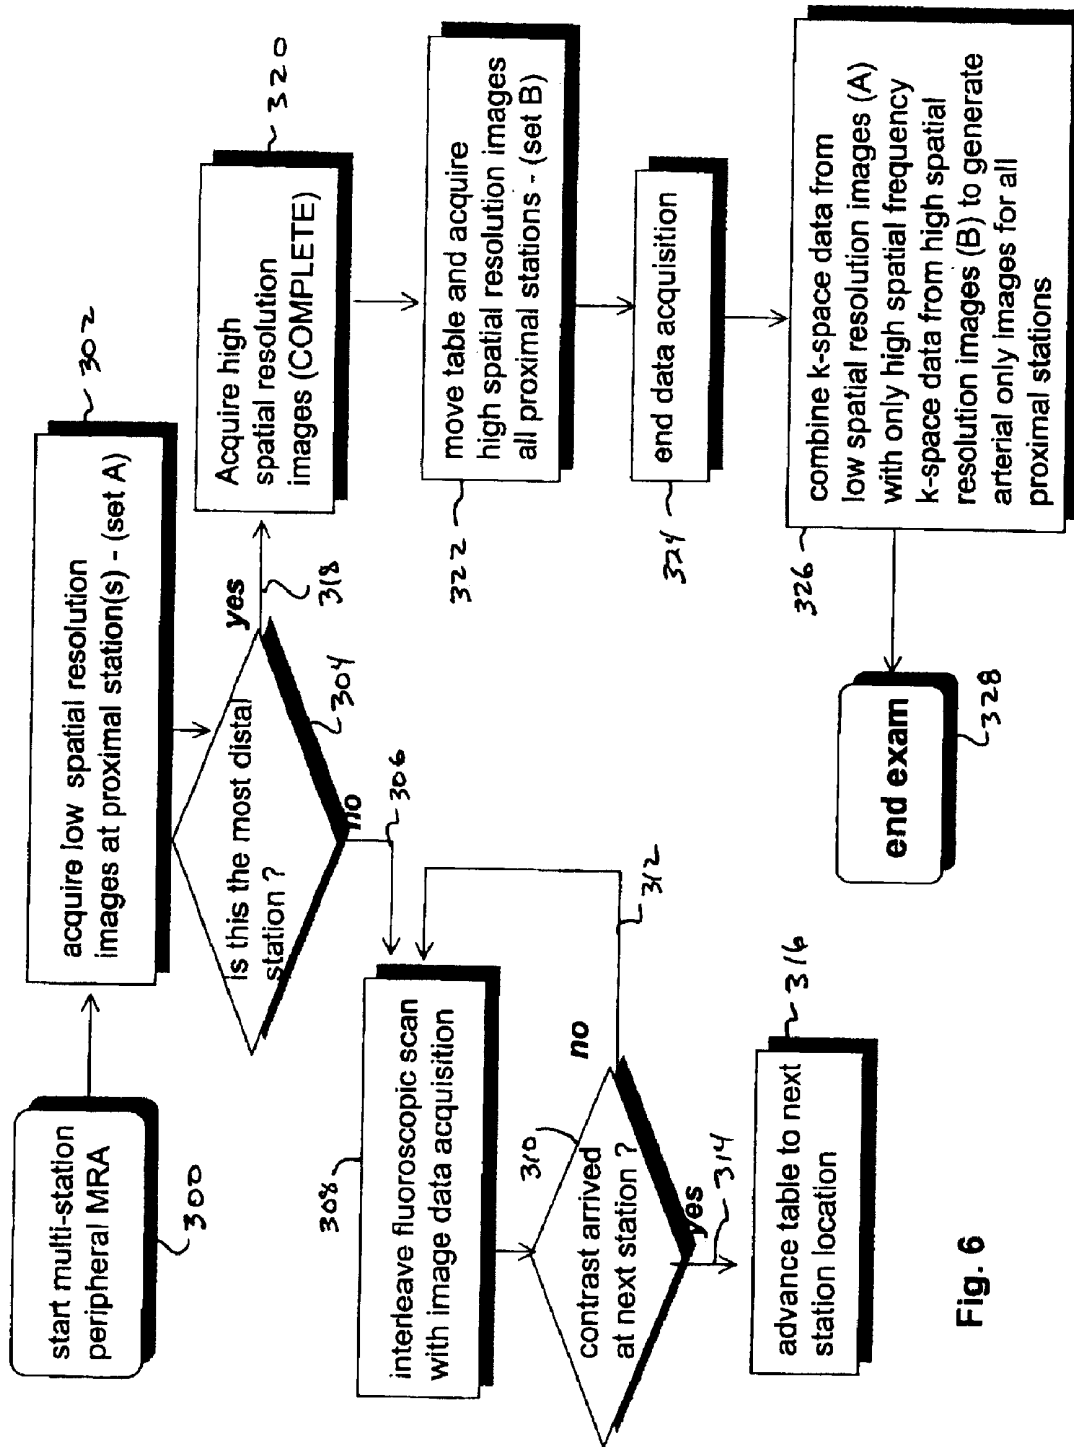 start multi-station
peripheral MRA
300
acquire low spatial resolution
images at proximal station(s) - (set A)
302
is this the most distal
station ?
304
yes
318
no
306
interleave fluoroscopic scan
with image data acquisition
308
contrast arrived
at next station ?
310
no
312
yes
314
advance table to next
station location
316
Acquire high
spatial resolution
images (COMPLETE)
320
move table and acquire
high spatial resolution images
all proximal stations - (set B)
322
end data acquisition
324
combine k-space data from
low spatial resolution images (A)
with only high spatial frequency
k-space data from high spatial
resolution images (B) to generate
arterial only images for all
proximal stations
326
end exam
328
Fig. 6